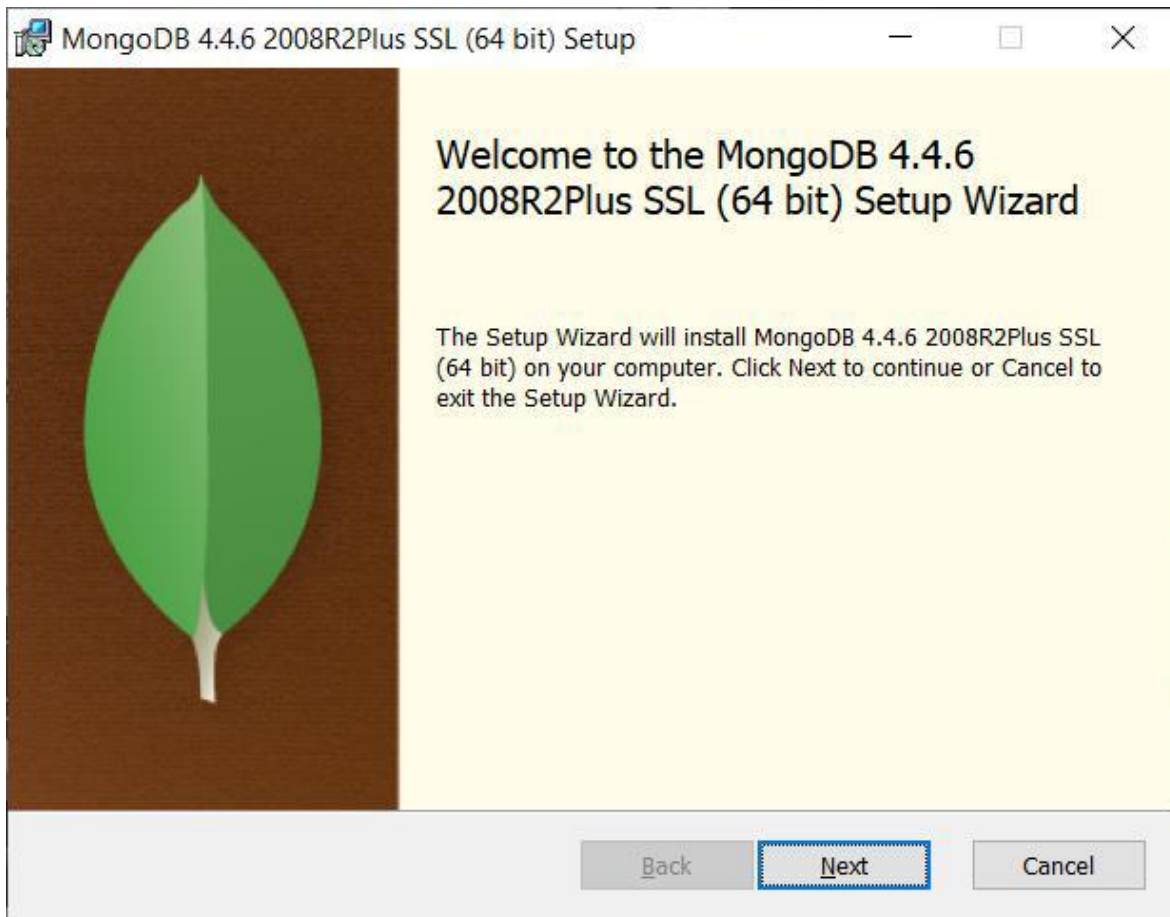 MongoDB 4.4.6 2008R2Plus SSL (64 bit) Setup
Welcome to the MongoDB 4.4.6
2008R2Plus SSL (64 bit) Setup Wizard
The Setup Wizard will install MongoDB 4.4.6 2008R2Plus SSL
(64 bit) on your computer. Click Next to continue or Cancel to
exit the Setup Wizard.
Back Next Cancel